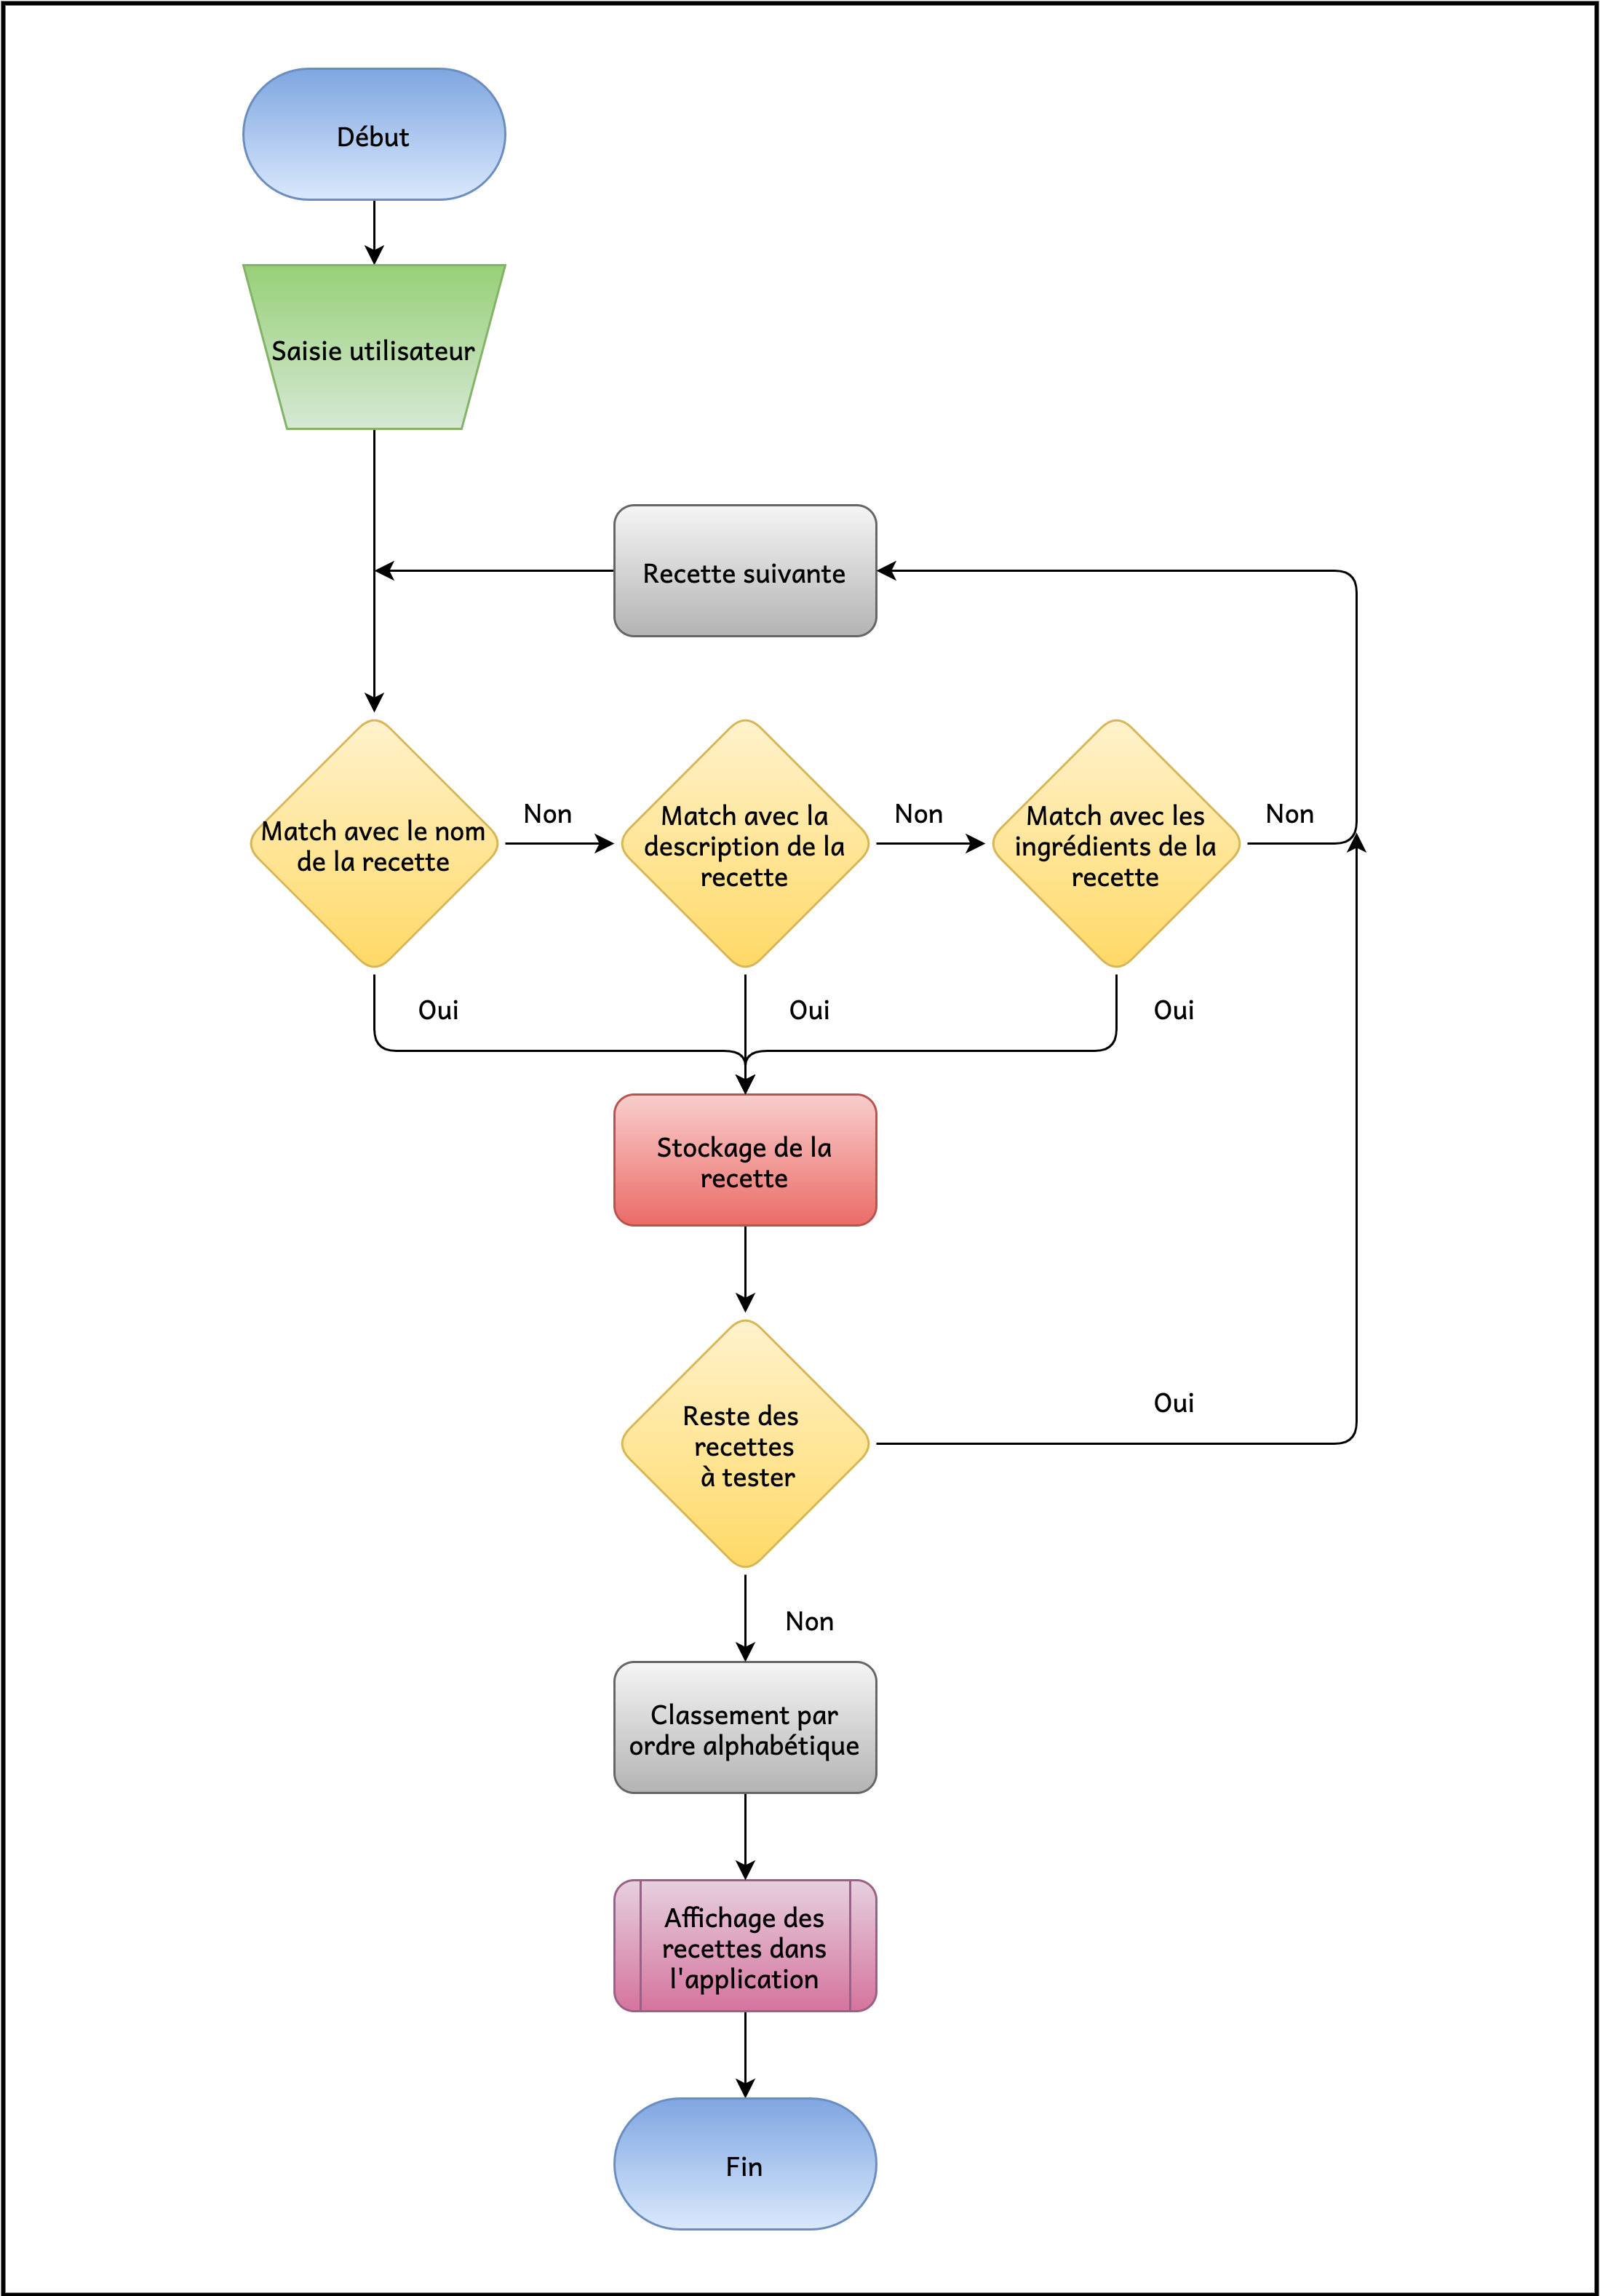 Début
Saisie utilisateur
Recette suivante
Match avec le nom
de la recette
Non
Match avec la
description de la
recette
Non
Match avec les
ingrédients de la
recette
Non
Oui
Oui
Oui
Stockage de la
recette
Reste des
recettes
à tester
Oui
Non
Classement par
ordre alphabétique
Affichage des
recettes dans
l'application
Fin